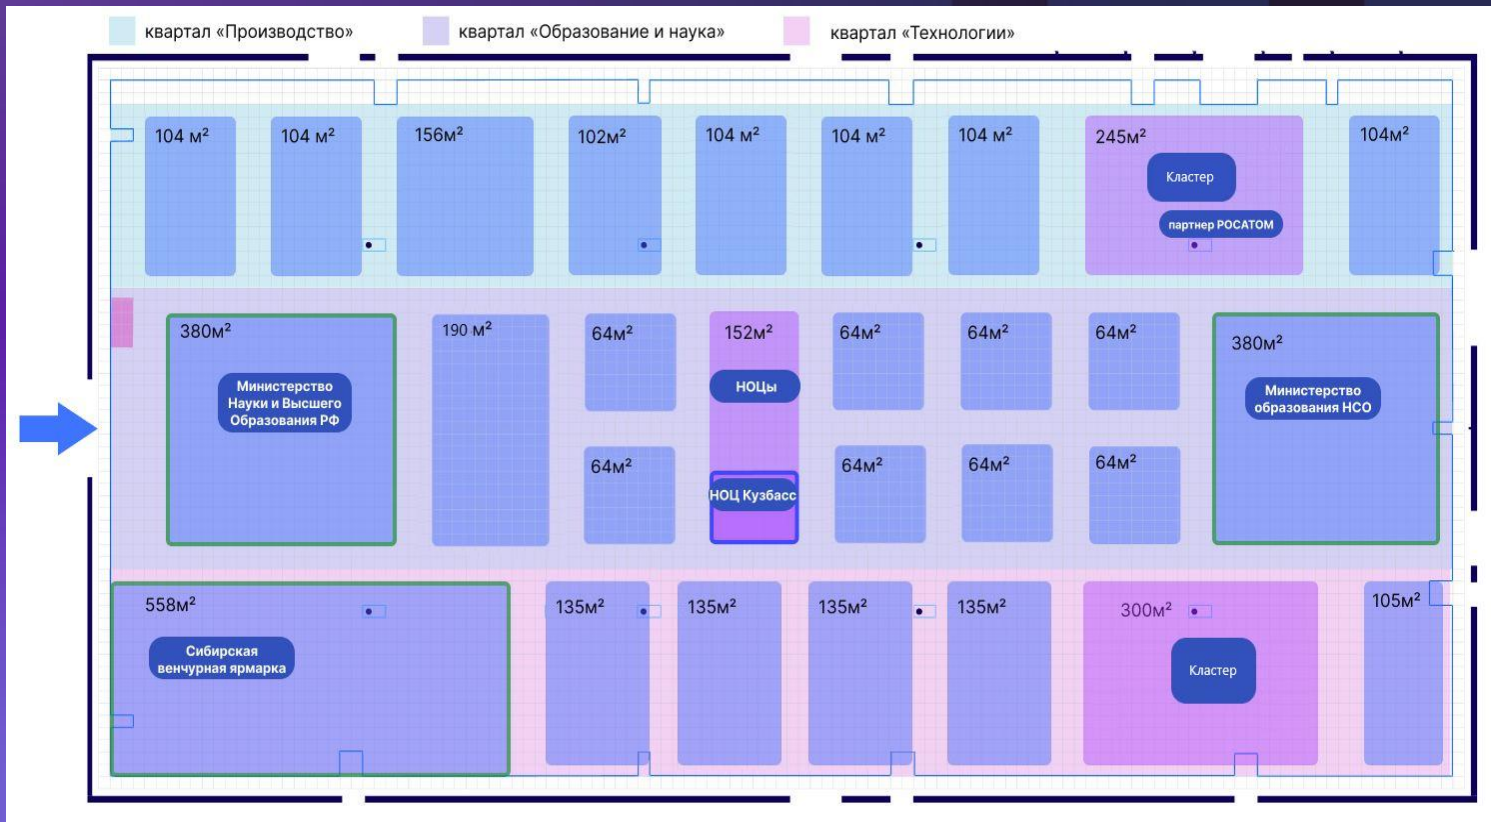 квартал «Производство»
квартал «Образование и наука»
квартал «Технологии»
104 м²
104 м²
156м²
102м²
104 м²
104 м²
104 м²
245м²
104м²
Кластер
партнер РОСАТОМ
380м²
190 м²
64м²
152м²
64м²
64м²
64м²
380м²
Министерство
Науки и Высшего
Образования РФ
НОЦы
Министерство
образования НСО
64м²
64м²
64м²
64м²
НОЦ Кузбасс
558м²
135м²
135м²
135м²
135м²
300м²
105м²
Сибирская
венчурная ярмарка
Кластер